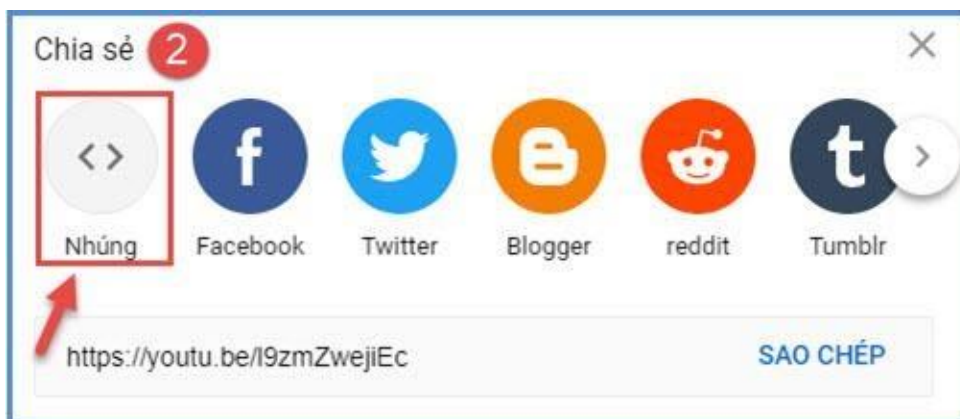 Chia sẻ 2
Nhúng Facebook Twitter Blogger reddit Tumblr
https://youtu.be/l9zmZwejiEc SAO CHÉP